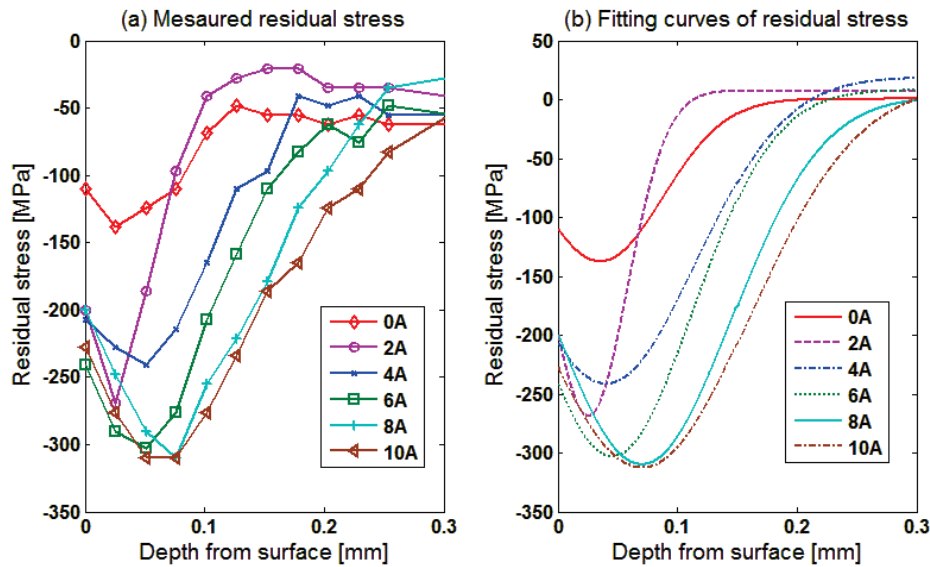 (a) Mesaured residual stress
0
-50
-100
-150
-200
-250
-300
-350
Residual stress [MPa]
0A
2A
4A
6A
8A
10A
0
0.1
0.2
0.3
Depth from surface [mm]
(b) Fitting curves of residual stress
50
0
-50
-100
-150
-200
-250
-300
-350
Residual stress [MPa]
0A
2A
4A
6A
8A
10A
0
0.1
0.2
0.3
Depth from surface [mm]